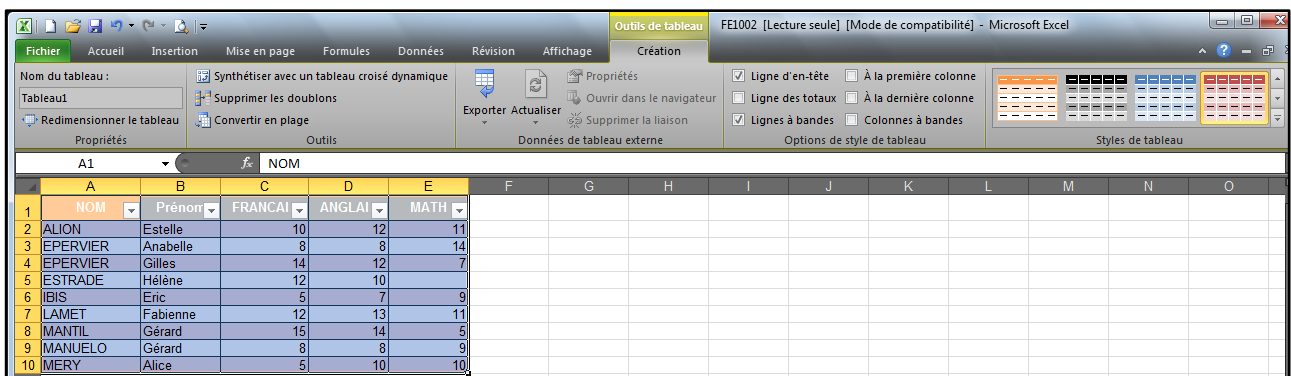 Outils de tableau FE1002 [Lecture seule] [Mode de compatibilité] - Microsoft Excel
Fichier Accueil Insertion Mise en page Formules Données Révision Affichage Création
Nom du tableau : Synthétiser avec un tableau croisé dynamique Propriétés Ligne d'en-tête À la première colonne
Tableau1 Supprimer les doublons Exporter Actualiser Ouvrir dans le navigateur Ligne des totaux À la dernière colonne
Redimensionner le tableau Convertir en plage Supprimer la liaison Lignes à bandes Colonnes à bandes
Propriétés Outils Données de tableau externe Options de style de tableau Styles de tableau
A1 fx NOM
A B C D E F G H I J K L M N O
1 NOM Prénom FRANCAI ANGLAI MATH
2 ALION Estelle 10 12 11
3 EPERVIER Anabelle 8 8 14
4 EPERVIER Gilles 14 12 7
5 ESTRADE Hélène 12 10
6 IBIS Eric 5 7 9
7 LAMET Fabienne 12 13 11
8 MANTIL Gérard 15 14 5
9 MANUELO Gérard 8 8 9
10 MERY Alice 5 10 10